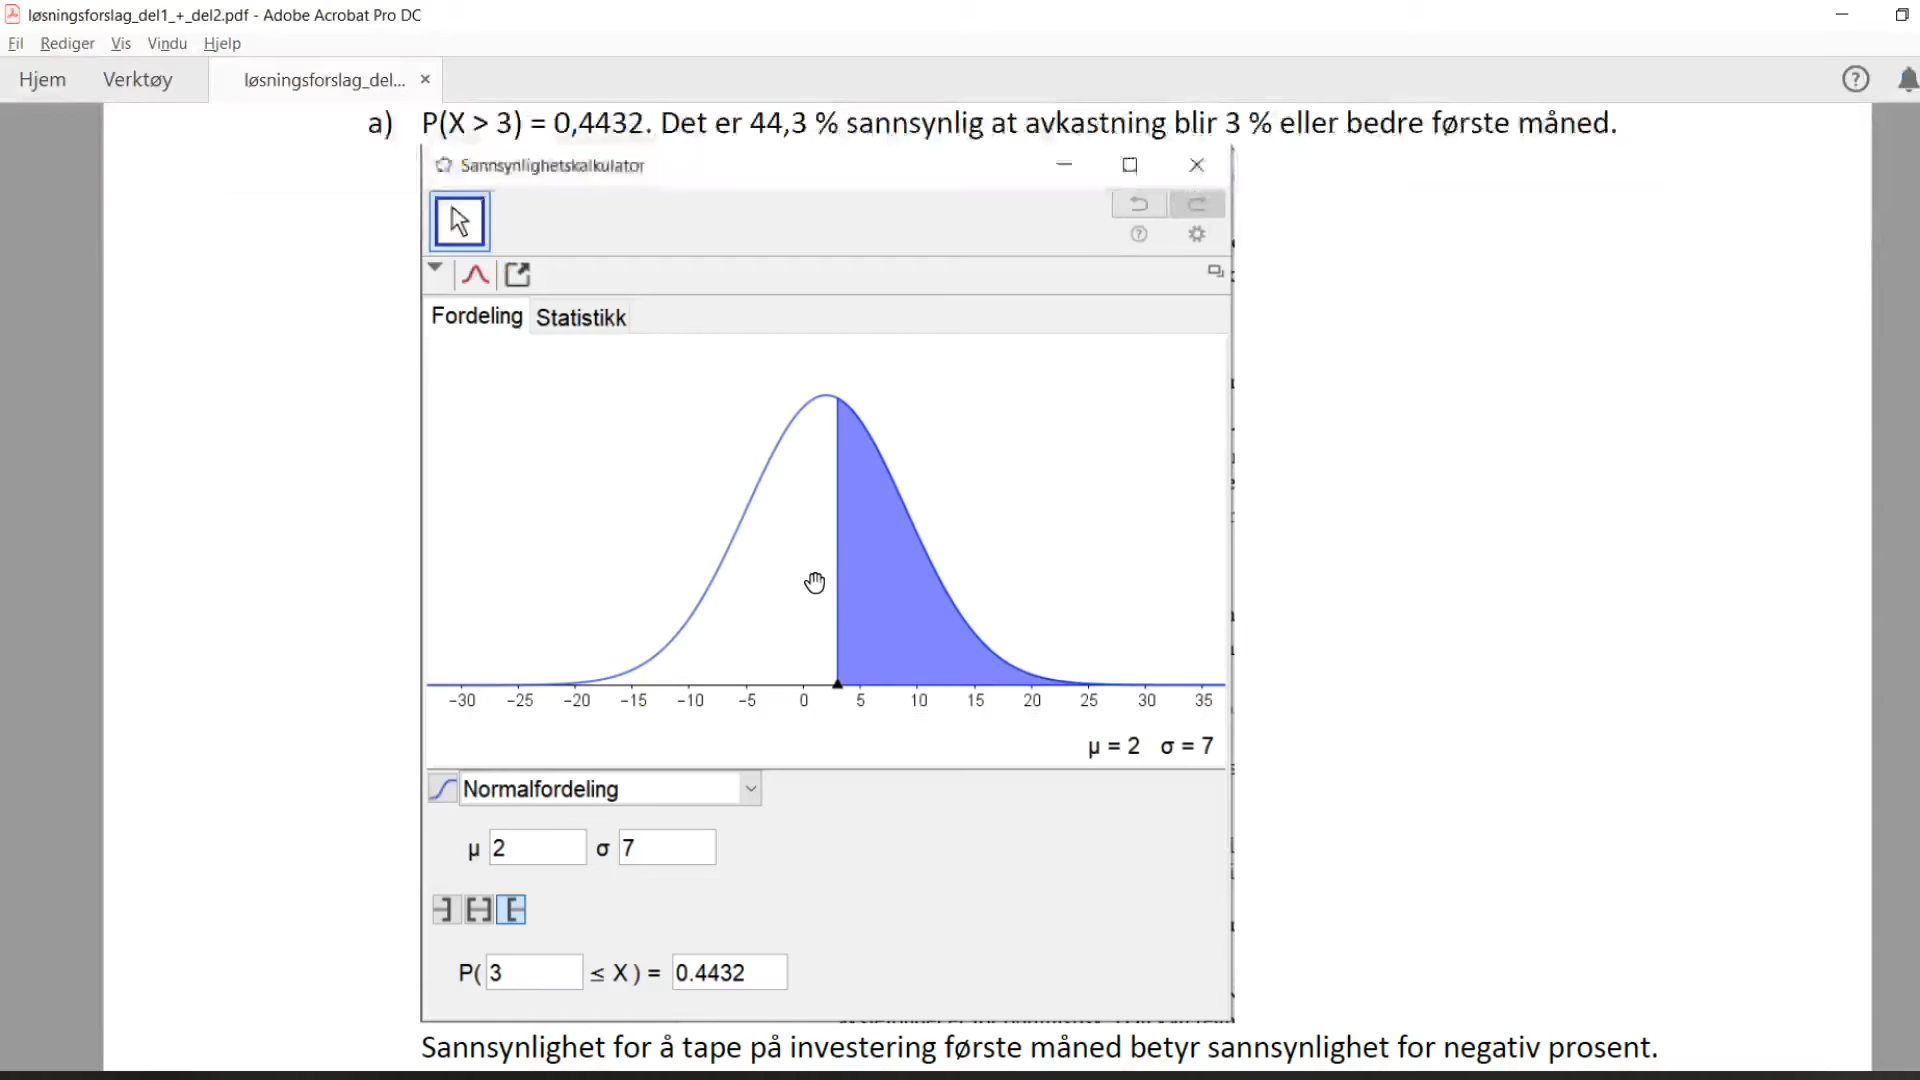 løsningsforslag_del1_+_del2.pdf - Adobe Acrobat Pro DC
Fil Rediger Vis Vindu Hjelp
Hjem Verktøy løsningsforslag_del... ×
a) P(X > 3) = 0,4432. Det er 44,3 % sannsynlig at avkastning blir 3 % eller bedre første måned.
Sannsynlighetskalkulator
Fordeling Statistikk
−30 −25 −20 −15 −10 −5 0 5 10 15 20 25 30 35
μ = 2 σ = 7
Normalfordeling
μ 2 σ 7
P( 3 ≤ X ) = 0.4432
Sannsynlighet for å tape på investering første måned betyr sannsynlighet for negativ prosent.